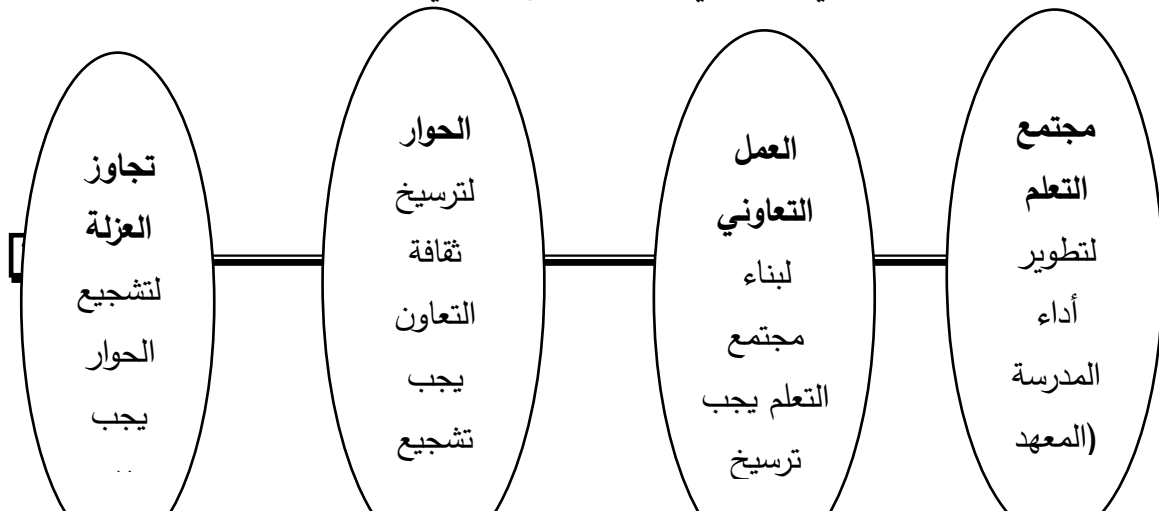 مجتمع
التعلم
لتطوير
أداء
المدرسة
(المعهد
العمل
التعاوني
لبناء
مجتمع
التعلم يجب
ترسيخ
الحوار
لترسيخ
ثقافة
التعاون
يجب
تشجيع
تجاوز
العزلة
لتشجيع
الحوار
يجب